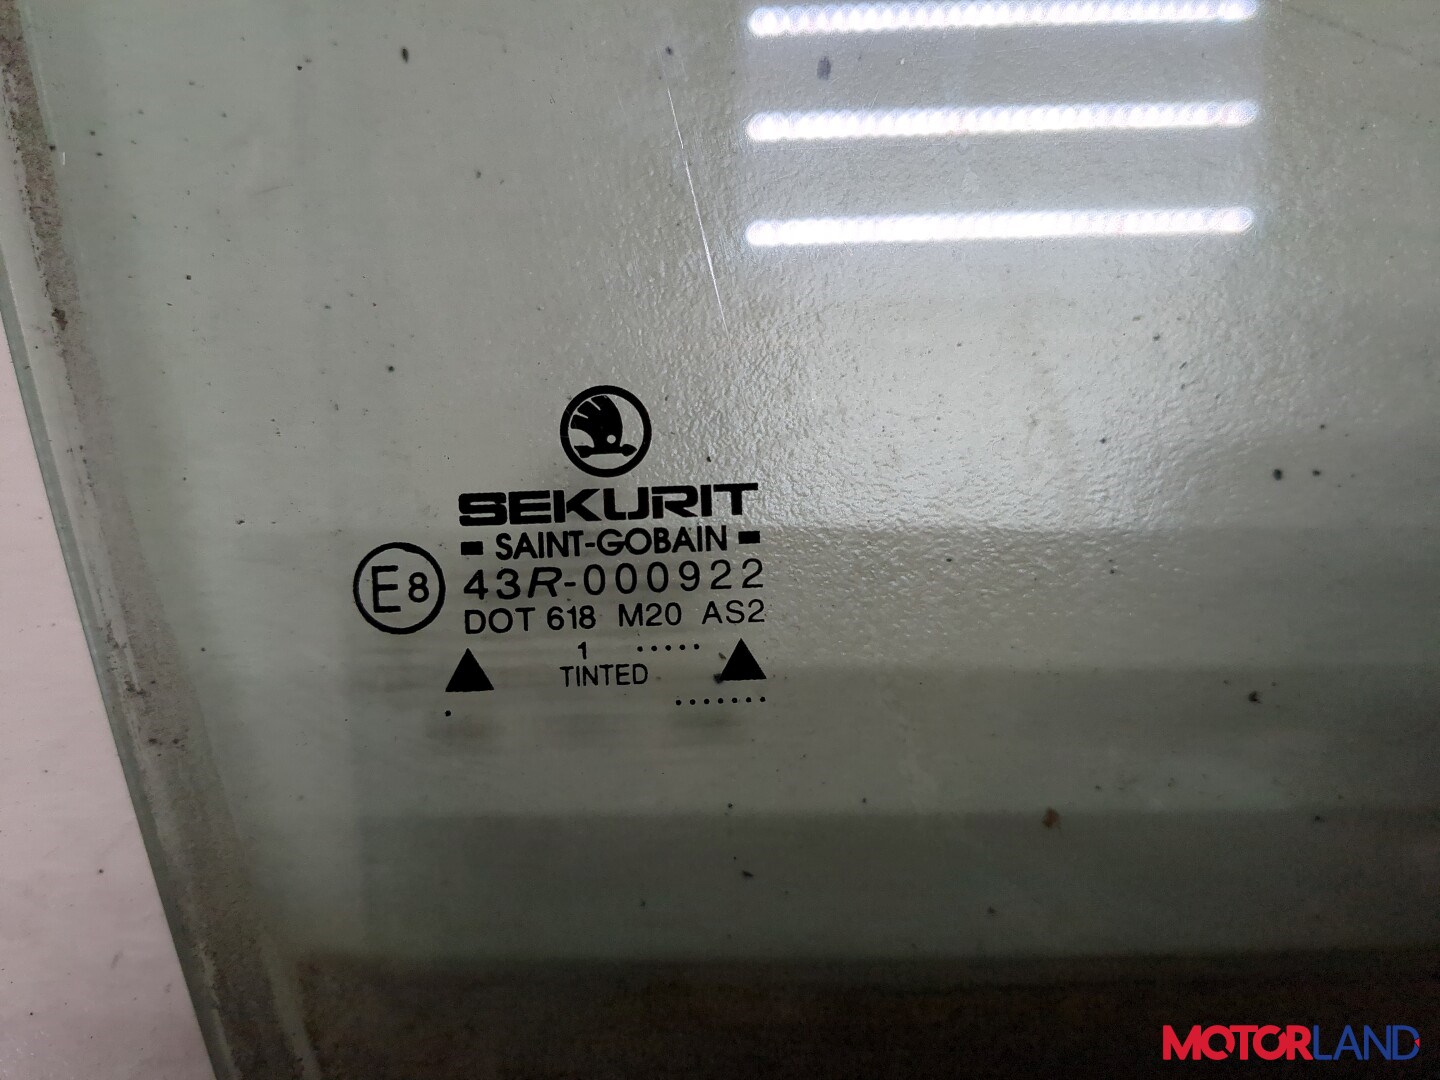 SEKURIT
SAINT-GOBAIN
E8 43R-000922
DOT 618 M20 AS2
1 .....
TINTED
. .......
MOTORLAND